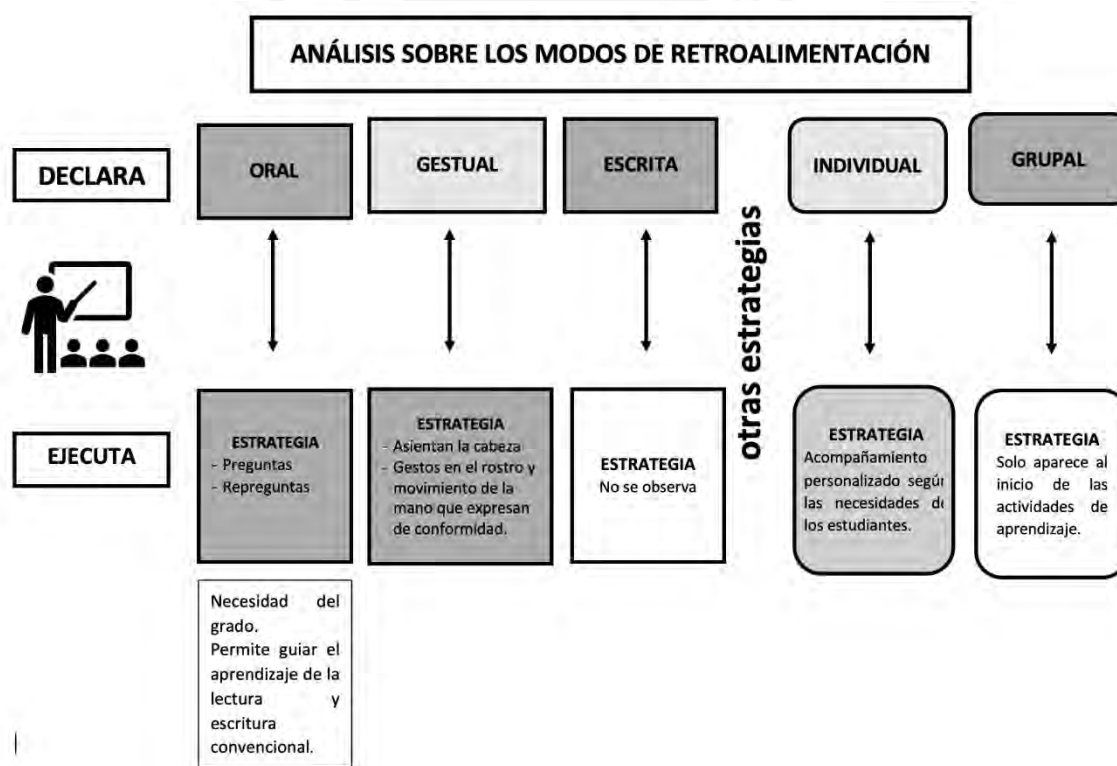 ANÁLISIS SOBRE LOS MODOS DE RETROALIMENTACIÓN
DECLARA
ORAL
GESTUAL
ESCRITA
otras estrategias
INDIVIDUAL
GRUPAL
EJECUTA
ESTRATEGIA
- Preguntas
- Repreguntas
ESTRATEGIA
- Asientan la cabeza
- Gestos en el rostro y
movimiento de la
mano que expresan
de conformidad.
ESTRATEGIA
No se observa
ESTRATEGIA
Acompañamiento
personalizado según
las necesidades de
los estudiantes.
ESTRATEGIA
Solo aparece al
inicio de las
actividades de
aprendizaje.
Necesidad del
grado.
Permite guiar el
aprendizaje de la
lectura y
escritura
convencional.